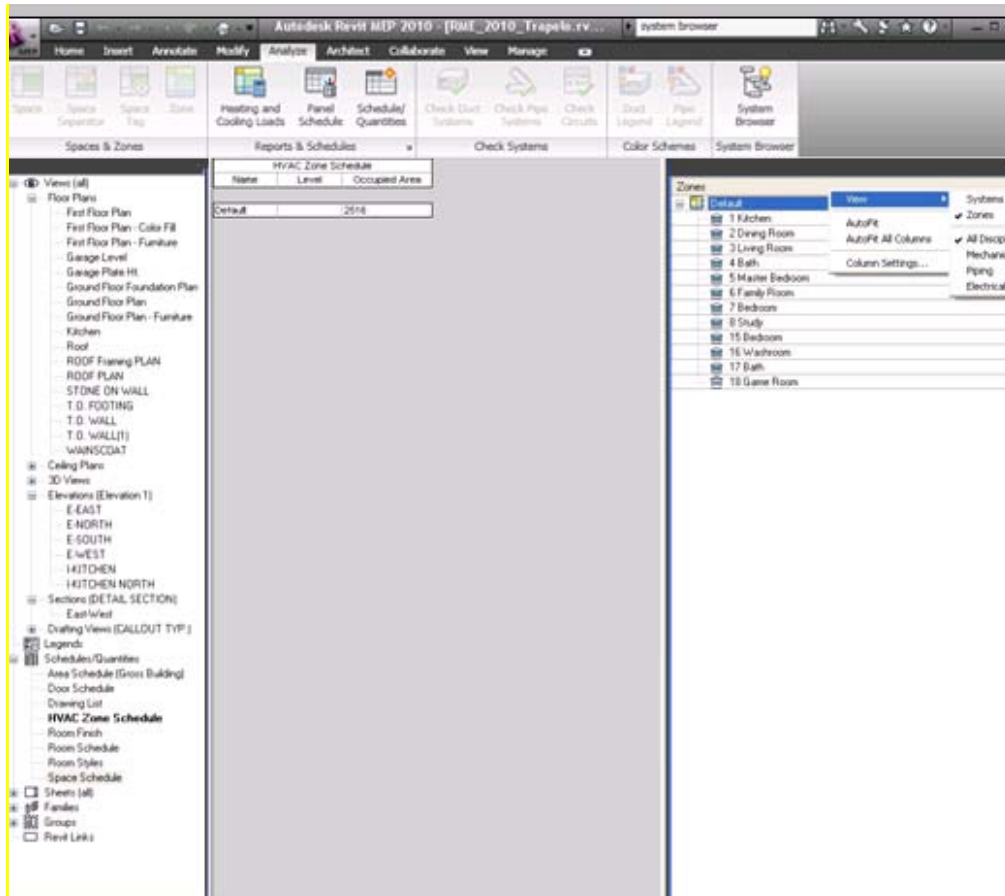 Autodesk Revit MEP 2010 - [RME_2010_Trapelo.rv...
system browser
Home Insert Annotate Modify Analyze Architect Collaborate View Manage
Space
Space Separator
Space Tag
Zone
Heating and Cooling Loads
Panel Schedule
Schedule/ Quantities
Check Duct Systems
Check Pipe Systems
Check Circuits
Duct Legend
Pipe Legend
System Browser
Spaces & Zones
Reports & Schedules
Check Systems
Color Schemes
System Browser
Views (all)
Floor Plans
First Floor Plan
First Floor Plan - Color Fill
First Floor Plan - Furniture
Garage Level
Garage Plate Ht.
Ground Floor Foundation Plan
Ground Floor Plan
Ground Floor Plan - Furniture
Kitchen
Roof
ROOF Framing PLAN
ROOF PLAN
STONE ON WALL
T.O. FOOTING
T.O. WALL
T.O. WALL(1)
WAINSCOAT
Ceiling Plans
3D Views
Elevations (Elevation 1)
E-EAST
E-NORTH
E-SOUTH
E-WEST
I-KITCHEN
I-KITCHEN NORTH
Sections (DETAIL SECTION)
East-West
Drafting Views (CALLOUT TYP.)
Legends
Schedules/Quantities
Area Schedule (Gross Building)
Door Schedule
Drawing List
HVAC Zone Schedule
Room Finish
Room Schedule
Room Styles
Space Schedule
Sheets (all)
Families
Groups
Revit Links
HVAC Zone Schedule
Name Level Occupied Area
Default 2516
Zones
Default
1 Kitchen
2 Dining Room
3 Living Room
4 Bath
5 Master Bedroom
6 Family Room
7 Bedroom
8 Study
15 Bedroom
16 Washroom
17 Bath
18 Game Room
View
AutoFit
AutoFit All Columns
Column Settings...
Systems
Zones
All Discip
Mechanic
Piping
Electrical